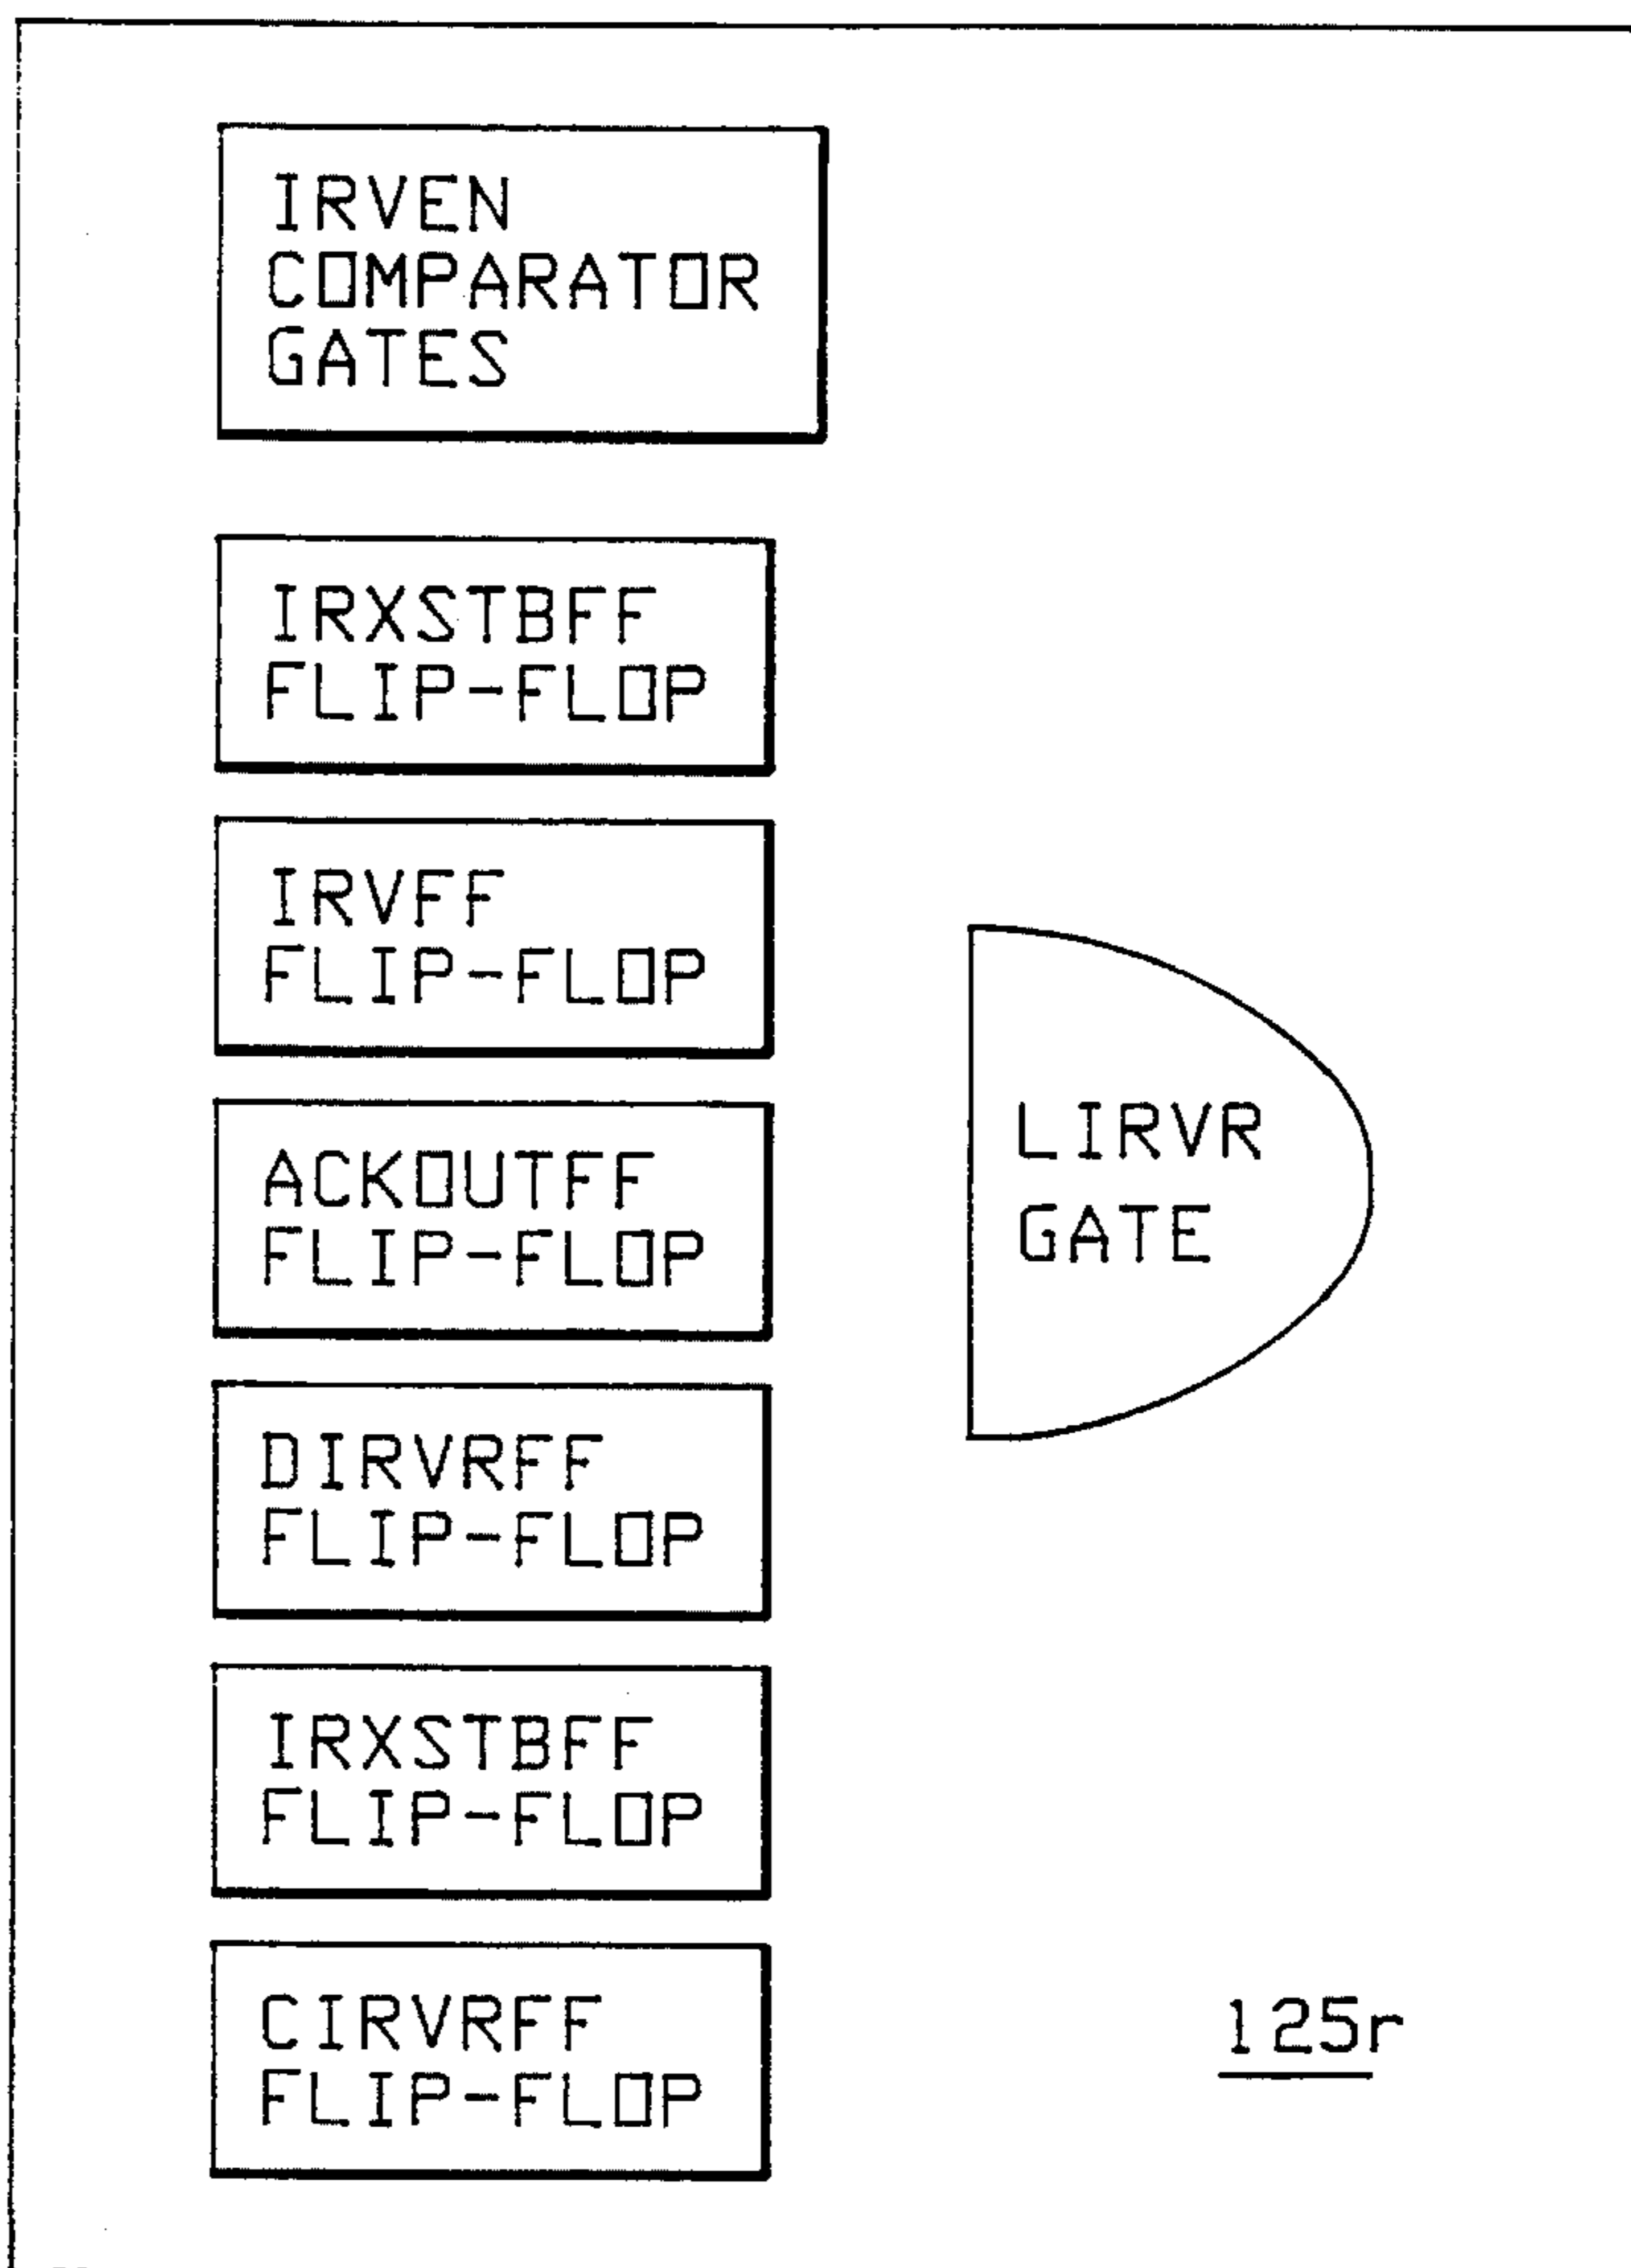 IRVEN
COMPARATOR
GATES
IRXSTBFF
FLIP-FLOP
IRVFF
FLIP-FLOP
ACKOUTFF
FLIP-FLOP
LIRVR
GATE
DIRVRFF
FLIP-FLOP
IRXSTBFF
FLIP-FLOP
CIRVRFF
FLIP-FLOP
125r